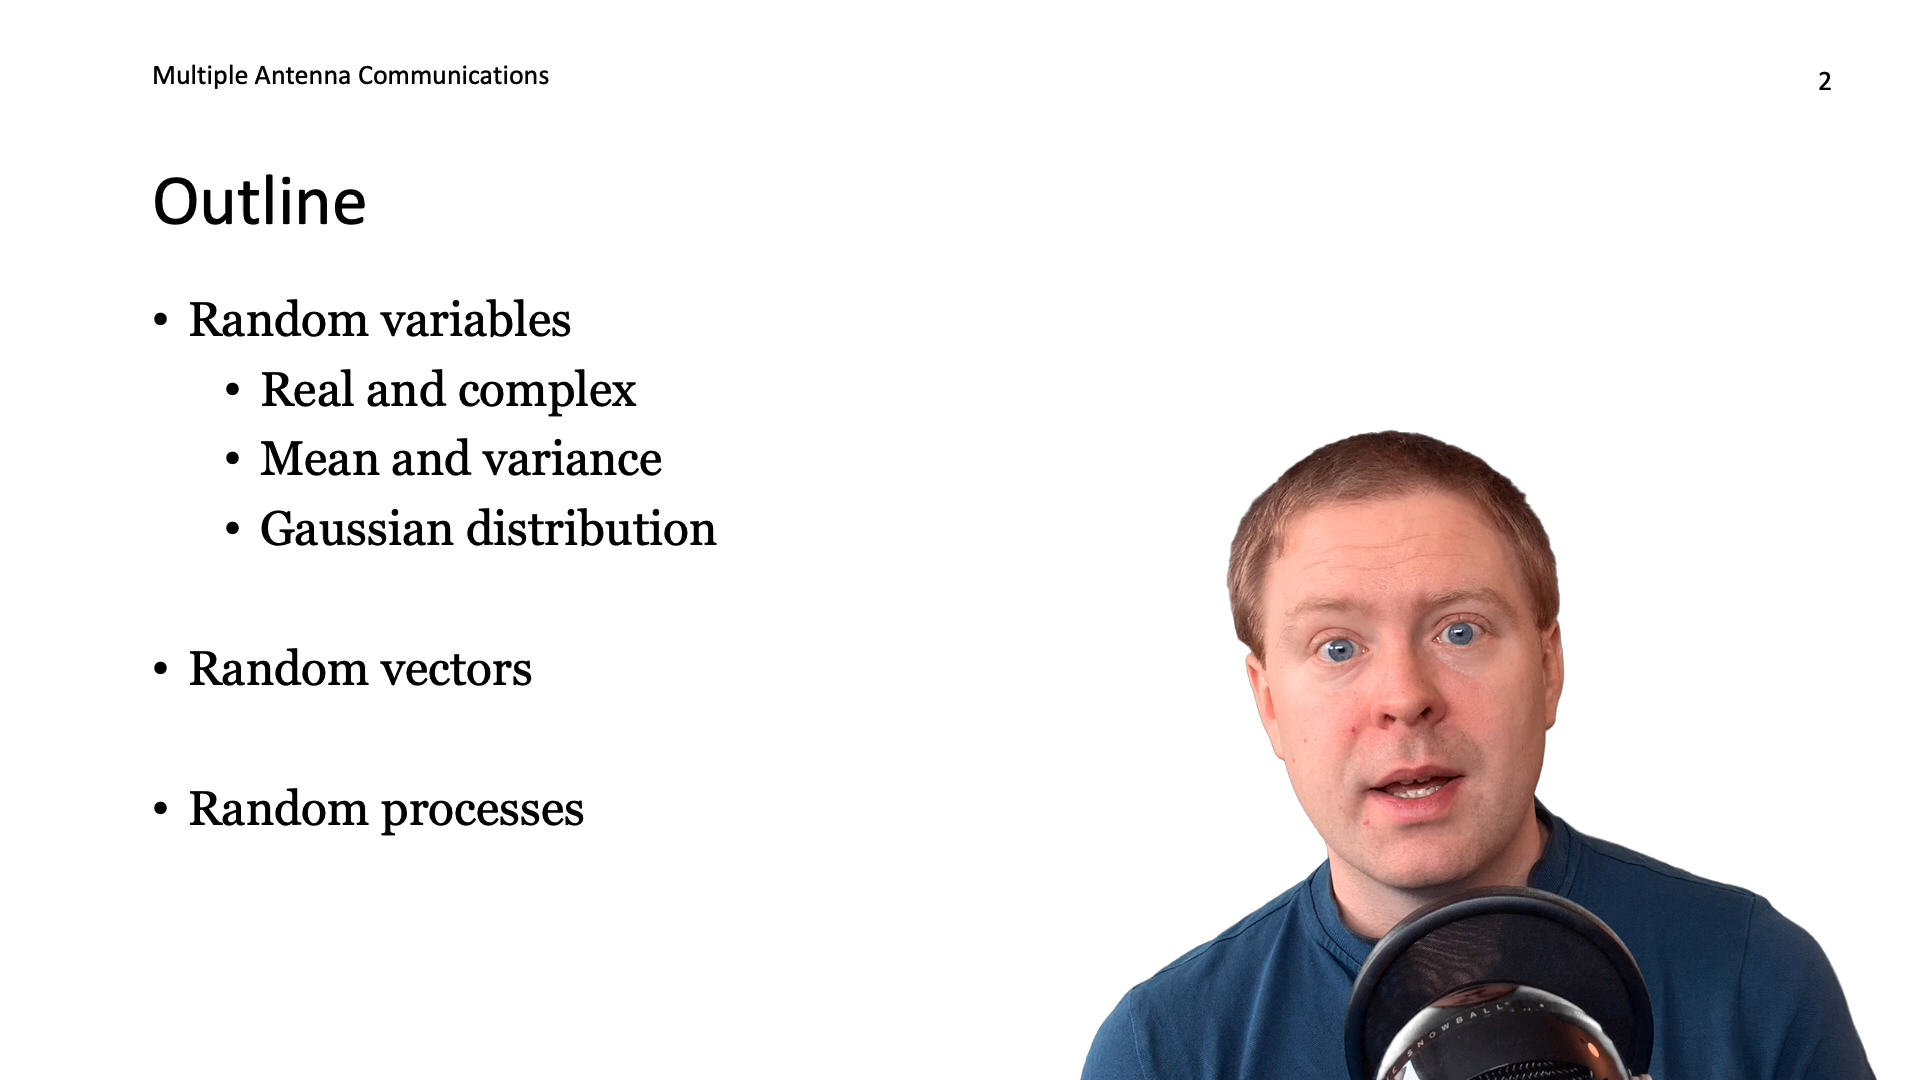 Multiple Antenna Communications
2
Outline
• Random variables
• Real and complex
• Mean and variance
• Gaussian distribution
• Random vectors
• Random processes
SNOWBALL